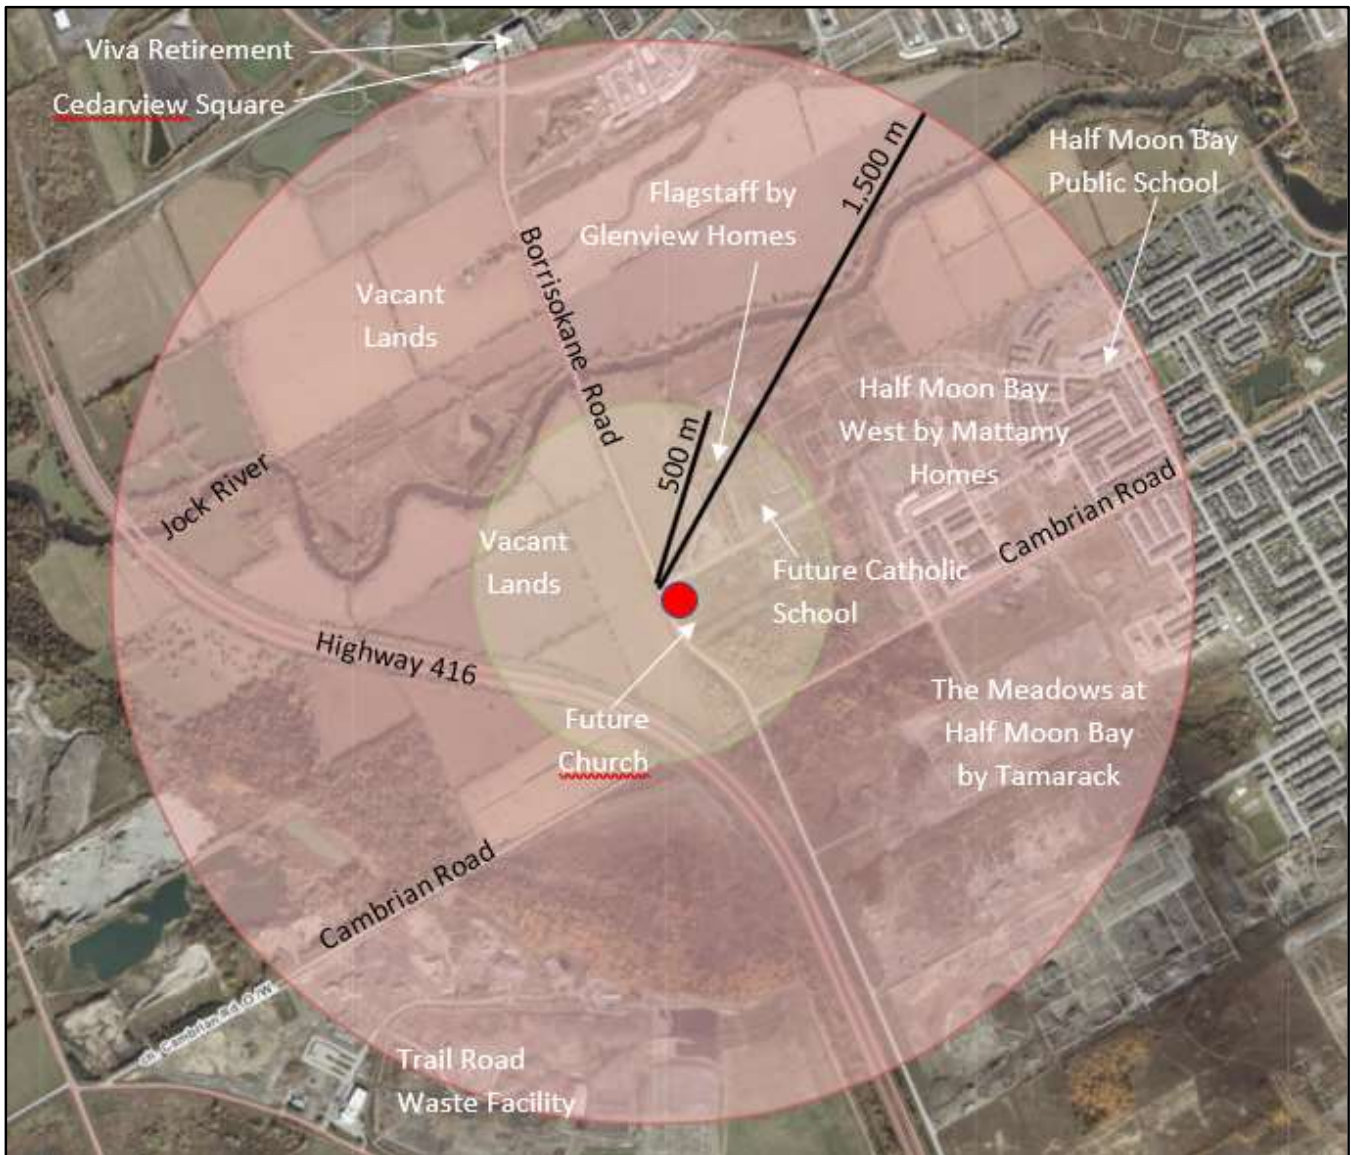 Viva Retirement
Cedarview Square
Half Moon Bay
Public School
1,500 m
Flagstaff by
Glenview Homes
Borrisokane Road
Vacant
Lands
Half Moon Bay
West by Mattamy
Homes
500 m
Jock River
Cambrian Road
Vacant
Lands
Future Catholic
School
Highway 416
Future
Church
The Meadows at
Half Moon Bay
by Tamarack
Cambrian Road
Cambrian Rd O/W
Trail Road
Waste Facility